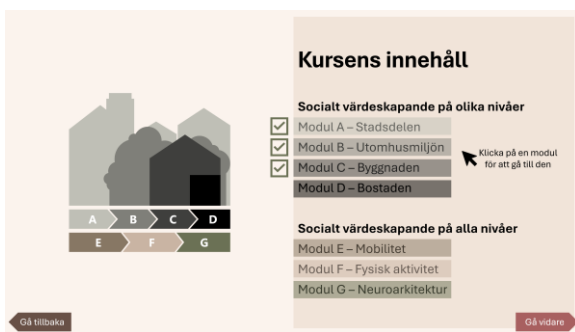 Kursens innehåll
Socialt värdeskapande på olika nivåer
Modul A – Stadsdelen
Modul B – Utomhusmiljön
Modul C – Byggnaden
Modul D – Bostaden
Klicka på en modul
för att gå till den
Socialt värdeskapande på alla nivåer
Modul E – Mobilitet
Modul F – Fysisk aktivitet
Modul G – Neuroarkitektur
A B C D
E F G
Gå tillbaka
Gå vidare